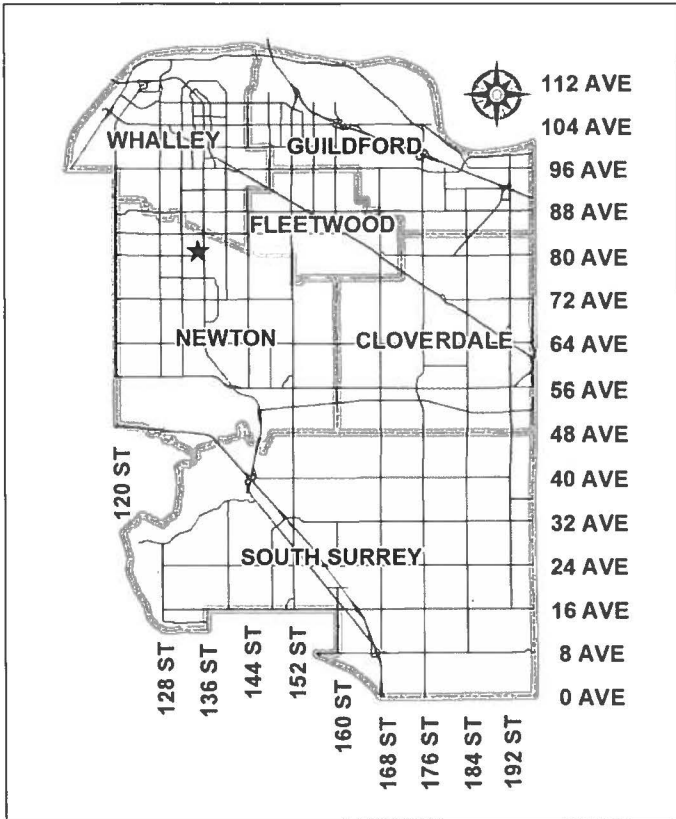 112 AVE
104 AVE
WHALLEY
GUILDFORD
96 AVE
88 AVE
FLEETWOOD
80 AVE
72 AVE
NEWTON
CLOVERDALE
64 AVE
56 AVE
48 AVE
120 ST
40 AVE
32 AVE
SOUTH SURREY
24 AVE
16 AVE
128 ST
136 ST
144 ST
152 ST
160 ST
8 AVE
0 AVE
168 ST
176 ST
184 ST
192 ST